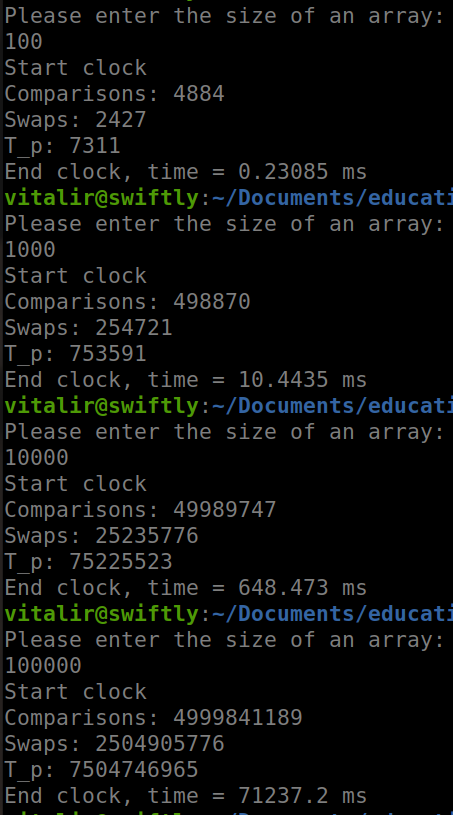 Please enter the size of an array:
100
Start clock
Comparisons: 4884
Swaps: 2427
T_p: 7311
End clock, time = 0.23085 ms
vitalir@swiftly:~/Documents/educati
Please enter the size of an array:
1000
Start clock
Comparisons: 498870
Swaps: 254721
T_p: 753591
End clock, time = 10.4435 ms
vitalir@swiftly:~/Documents/educati
Please enter the size of an array:
10000
Start clock
Comparisons: 49989747
Swaps: 25235776
T_p: 75225523
End clock, time = 648.473 ms
vitalir@swiftly:~/Documents/educati
Please enter the size of an array:
100000
Start clock
Comparisons: 4999841189
Swaps: 2504905776
T_p: 7504746965
End clock, time = 71237.2 ms